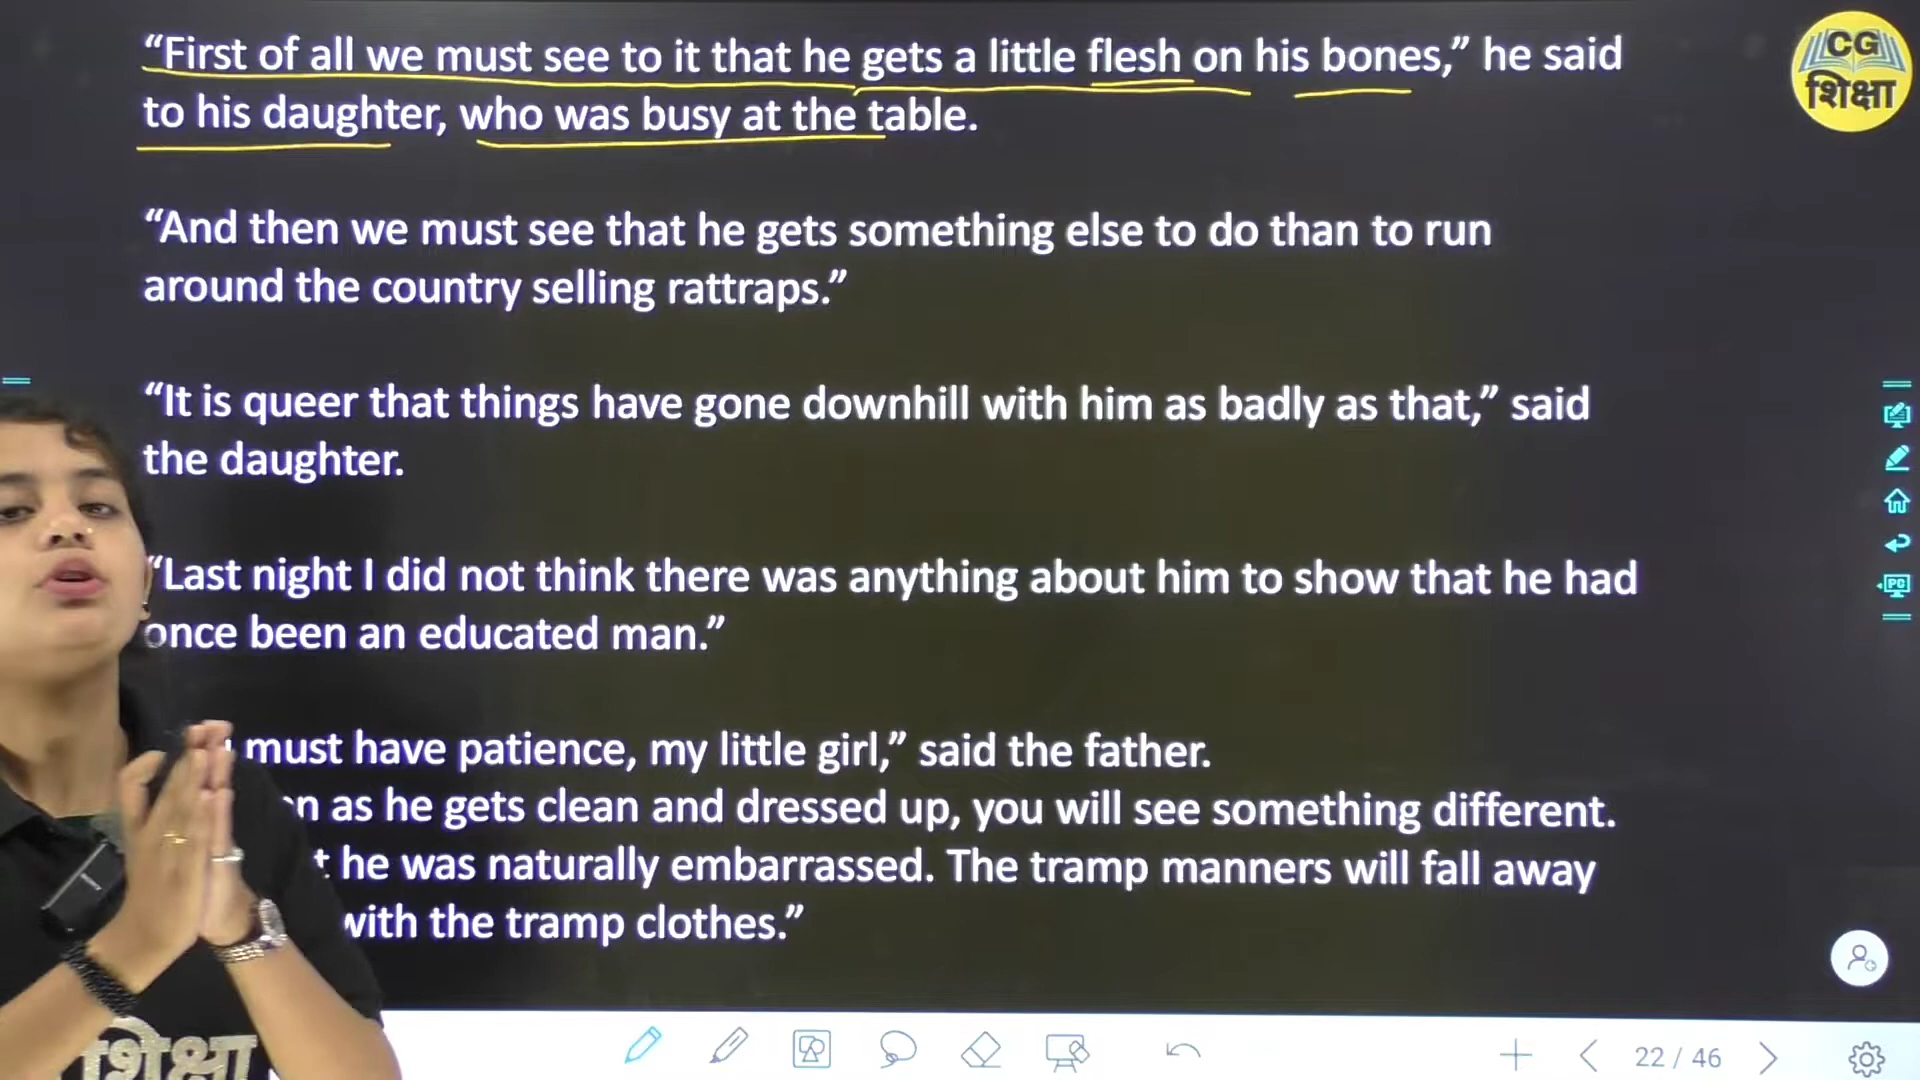 “First of all we must see to it that he gets a little flesh on his bones,” he said
to his daughter, who was busy at the table.
“And then we must see that he gets something else to do than to run
around the country selling rattraps.”
“It is queer that things have gone downhill with him as badly as that,” said
the daughter.
“Last night I did not think there was anything about him to show that he had
once been an educated man.”
must have patience, my little girl,” said the father.
as he gets clean and dressed up, you will see something different.
he was naturally embarrassed. The tramp manners will fall away
with the tramp clothes.”
CG
शिक्षा
PC
शिक्षा
22 / 46